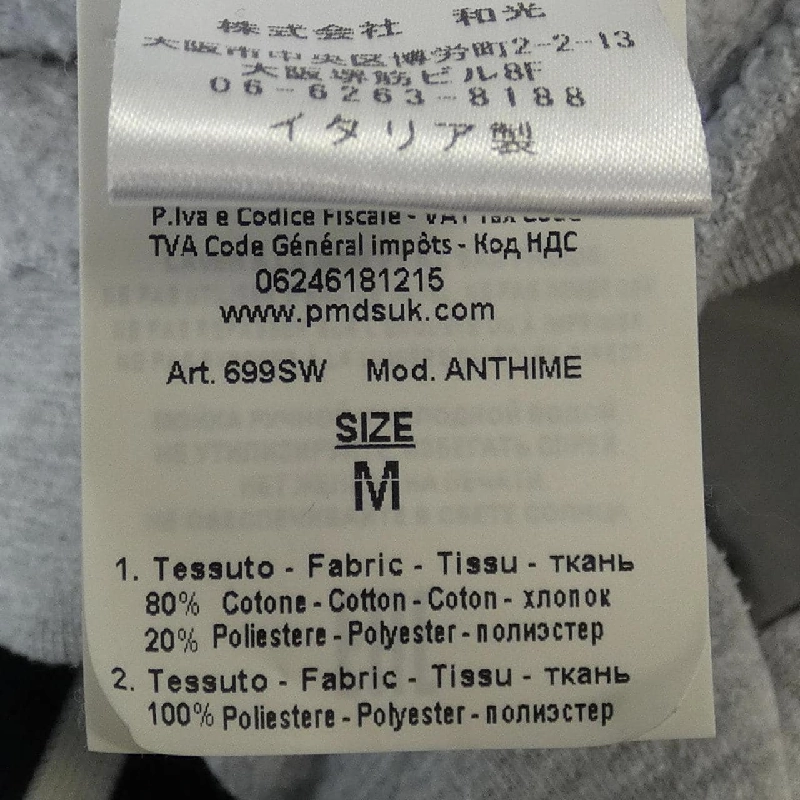 株式会社 和光
大阪市中央区博労町2-2-13
大阪堺筋ビル8F
06-6263-8188
イタリア製
P.Iva e Codice Fiscale - VAT Tax Code
TVA Code Général impôts - Код НДС
06246181215
www.pmdsuk.com
Art. 699SW Mod. ANTHIME
SIZE
M
1. Tessuto - Fabric - Tissu - ткань
80% Cotone - Cotton - Coton - хлопок
20% Poliestere - Polyester - полиэстер
2. Tessuto - Fabric - Tissu - ткань
100% Poliestere - Polyester - полиэстер